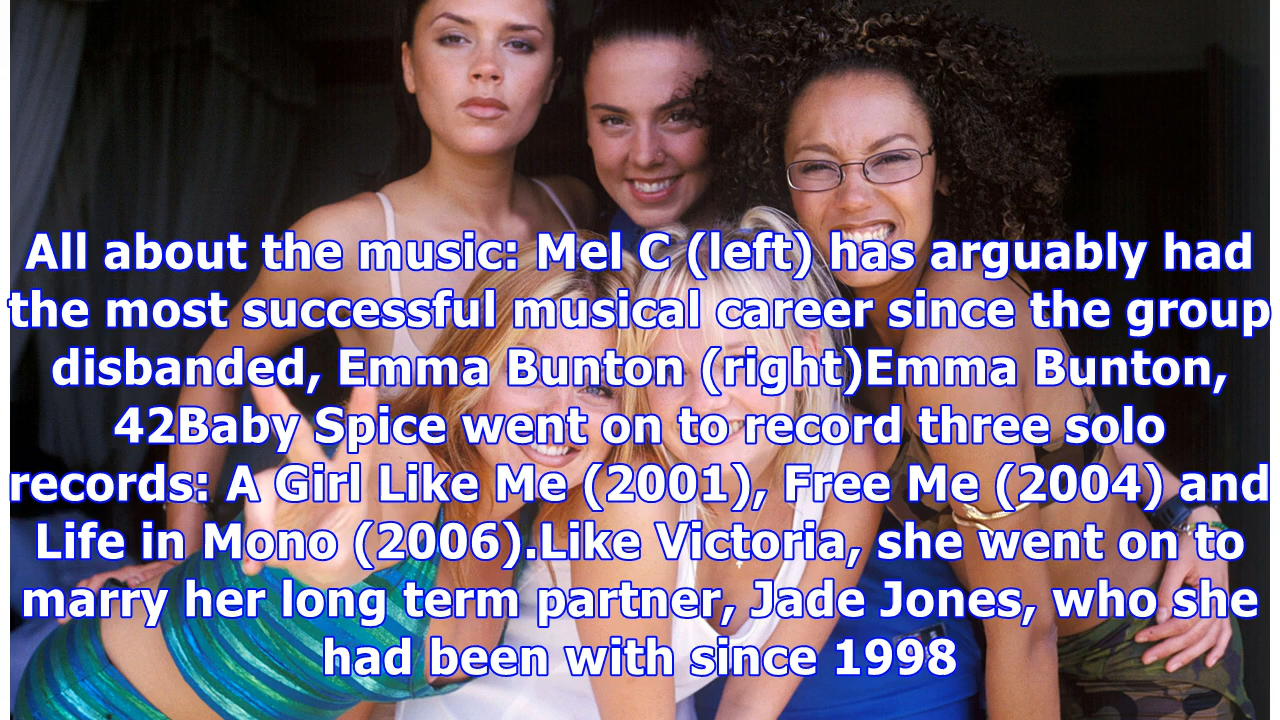 All about the music: Mel C (left) has arguably had
the most successful musical career since the group
disbanded, Emma Bunton (right)Emma Bunton,
42Baby Spice went on to record three solo
records: A Girl Like Me (2001), Free Me (2004) and
Life in Mono (2006).Like Victoria, she went on to
marry her long term partner, Jade Jones, who she
had been with since 1998